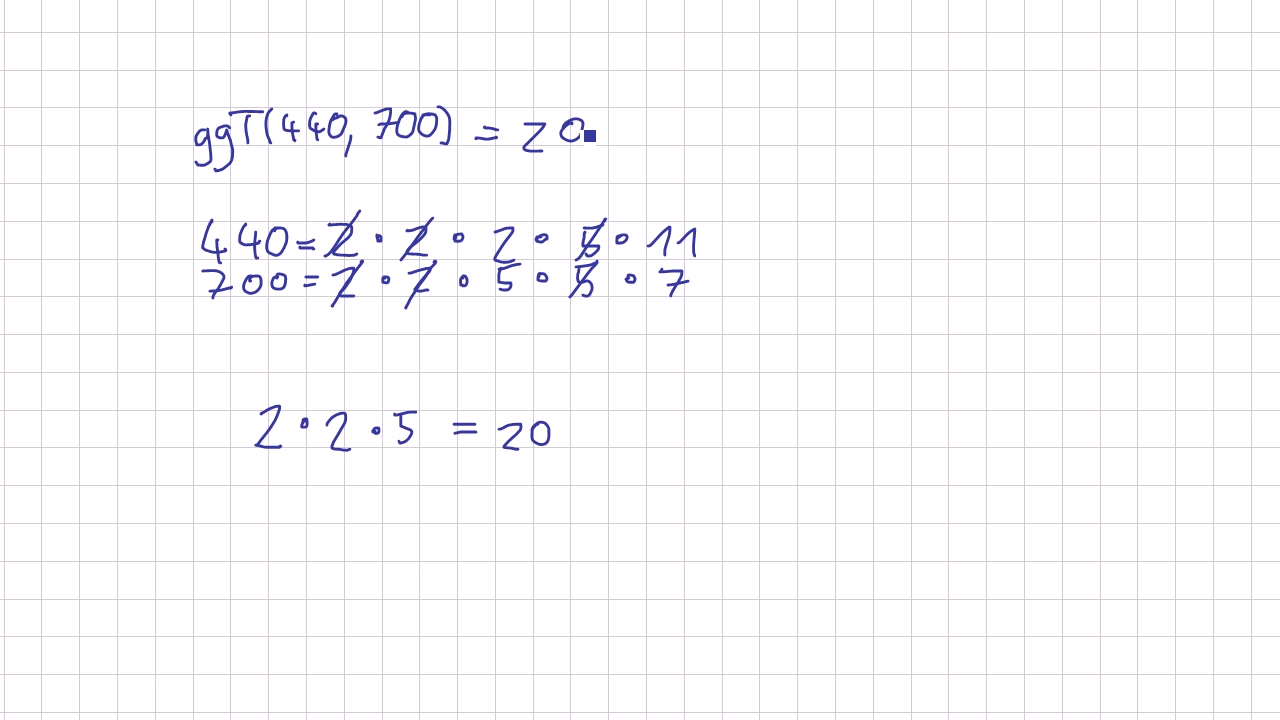 ggT(440, 700) = 20
440 = 2 · 2 · 2 · 5 · 11
700 = 2 · 2 · 5 · 5 · 7
2 · 2 · 5 = 20